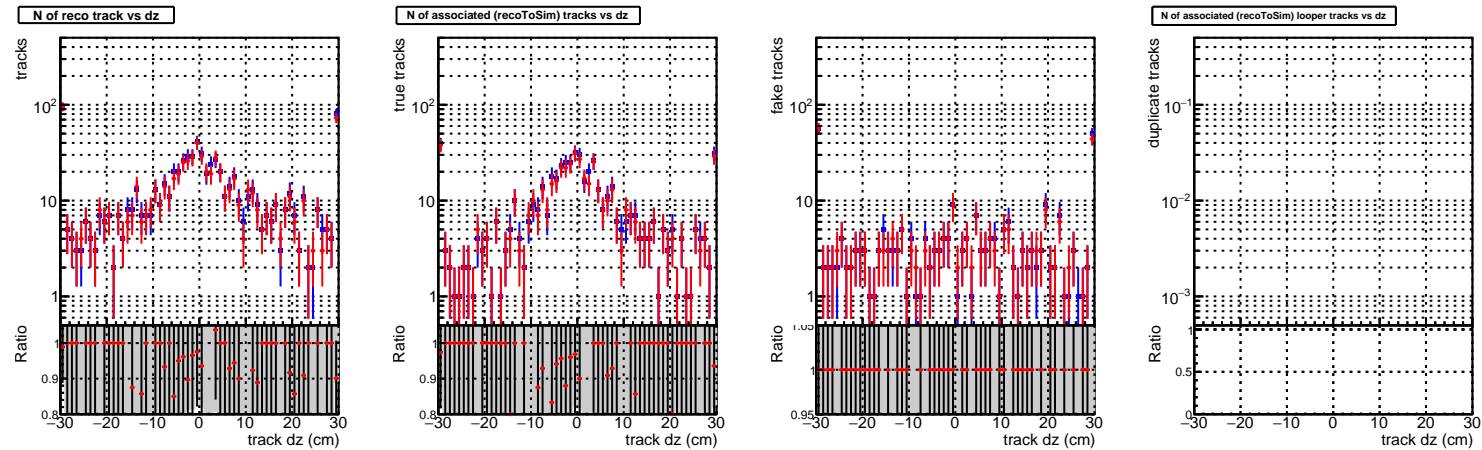 N of reco track vs dz
tracks
10²
10
1
Ratio
1
0.9
0.8
−30 −20 −10 0 10 20 30
track dz (cm)
N of associated (recoToSim) tracks vs dz
true tracks
10²
10
1
Ratio
1
0.9
0.8
−30 −20 −10 0 10 20 30
track dz (cm)
fake tracks
10²
10
1
Ratio
1.05
1
0.95
−30 −20 −10 0 10 20 30
track dz (cm)
N of associated (recoToSim) looper tracks vs dz
duplicate tracks
10⁻¹
10⁻²
10⁻³
Ratio
1
0.5
0
−30 −20 −10 0 10 20 30
track dz (cm)